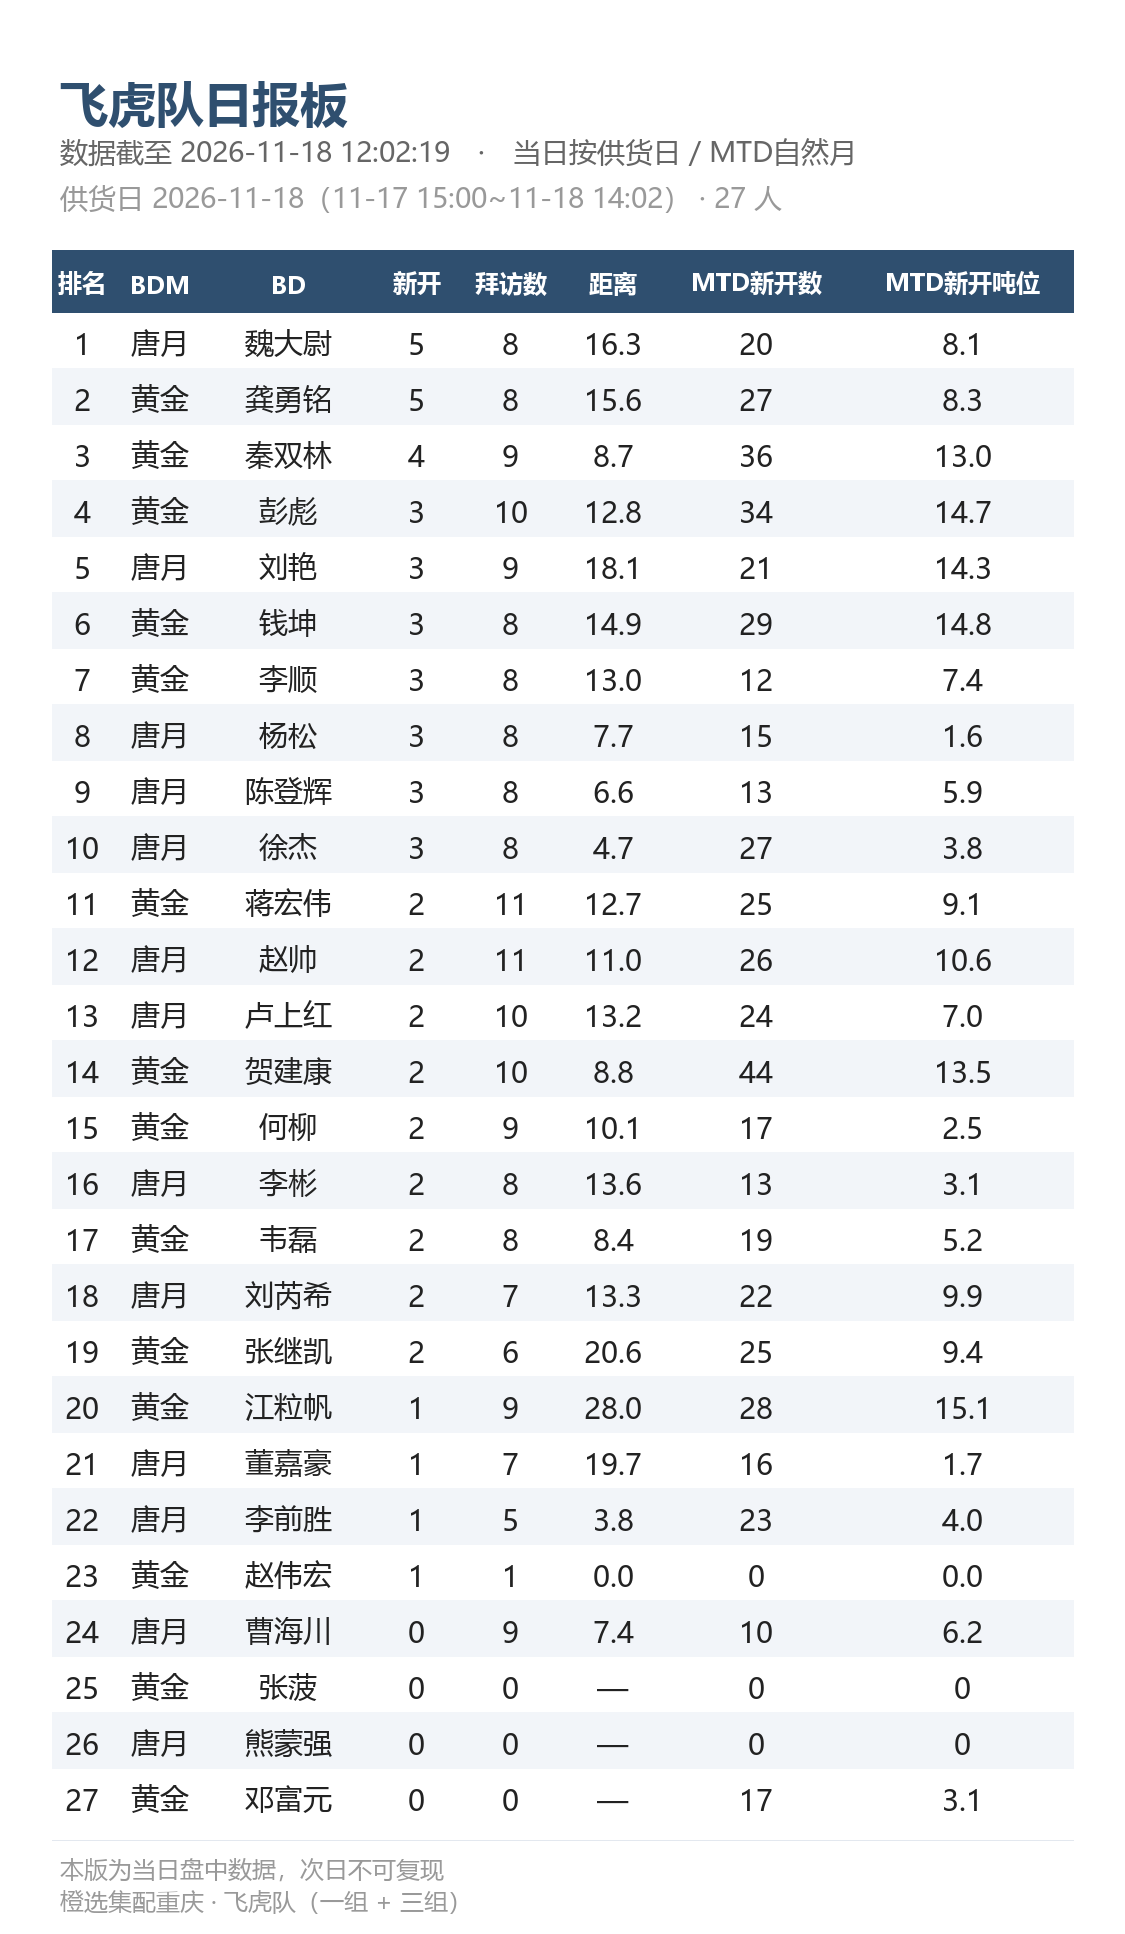 飞虎队日报板
数据截至 2026-11-18 12:02:19 · 当日按供货日 / MTD自然月
供货日 2026-11-18（11-17 15:00~11-18 14:02） · 27 人
排名 BDM BD 新开 拜访数 距离 MTD新开数 MTD新开吨位
1 唐月 魏大尉 5 8 16.3 20 8.1
2 黄金 龚勇铭 5 8 15.6 27 8.3
3 黄金 秦双林 4 9 8.7 36 13.0
4 黄金 彭彪 3 10 12.8 34 14.7
5 唐月 刘艳 3 9 18.1 21 14.3
6 黄金 钱坤 3 8 14.9 29 14.8
7 黄金 李顺 3 8 13.0 12 7.4
8 唐月 杨松 3 8 7.7 15 1.6
9 唐月 陈登辉 3 8 6.6 13 5.9
10 唐月 徐杰 3 8 4.7 27 3.8
11 黄金 蒋宏伟 2 11 12.7 25 9.1
12 唐月 赵帅 2 11 11.0 26 10.6
13 唐月 卢上红 2 10 13.2 24 7.0
14 黄金 贺建康 2 10 8.8 44 13.5
15 黄金 何柳 2 9 10.1 17 2.5
16 唐月 李彬 2 8 13.6 13 3.1
17 黄金 韦磊 2 8 8.4 19 5.2
18 唐月 刘芮希 2 7 13.3 22 9.9
19 黄金 张继凯 2 6 20.6 25 9.4
20 黄金 江粒帆 1 9 28.0 28 15.1
21 唐月 董嘉豪 1 7 19.7 16 1.7
22 唐月 李前胜 1 5 3.8 23 4.0
23 黄金 赵伟宏 1 1 0.0 0 0.0
24 唐月 曹海川 0 9 7.4 10 6.2
25 黄金 张菠 0 0 — 0 0
26 唐月 熊蒙强 0 0 — 0 0
27 黄金 邓富元 0 0 — 17 3.1
本版为当日盘中数据，次日不可复现
橙选集配重庆 · 飞虎队（一组 + 三组）